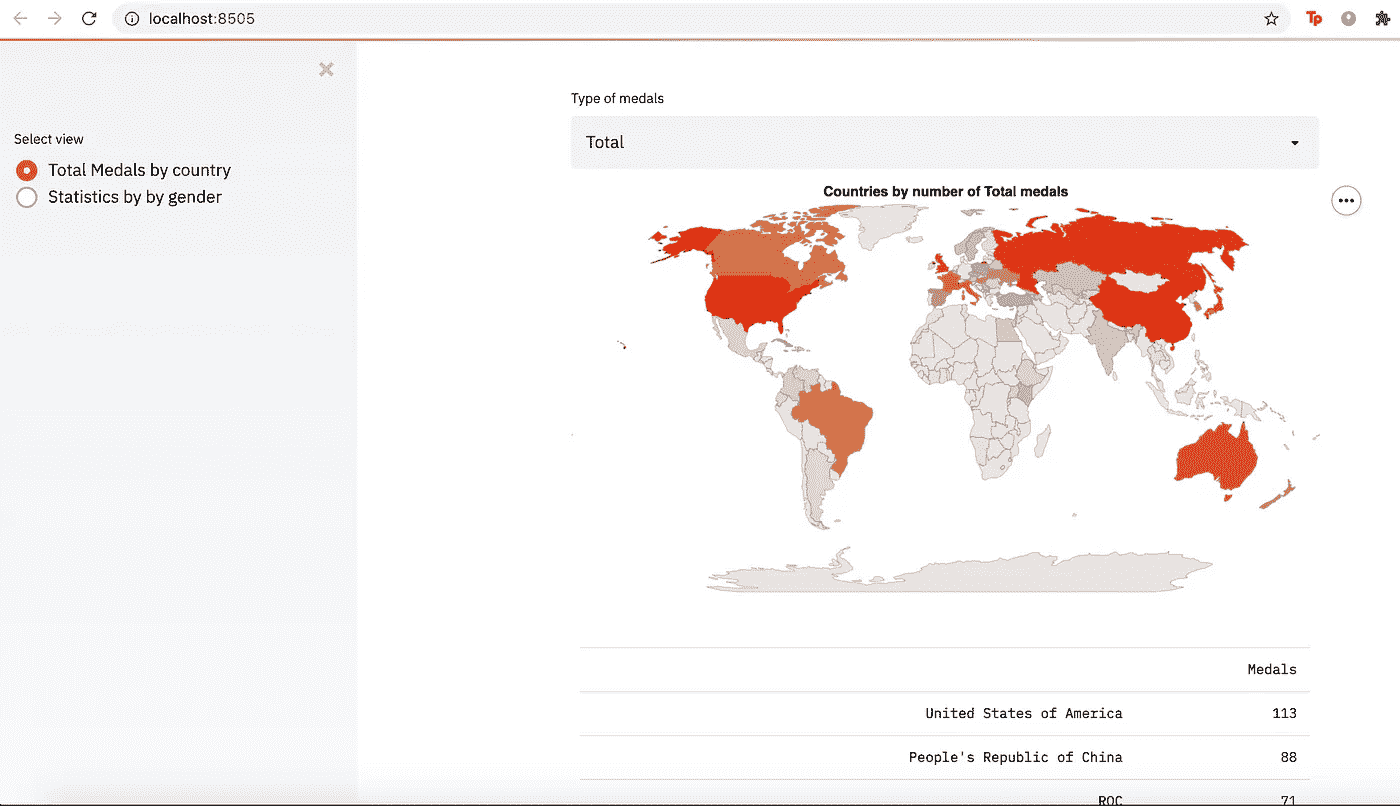 localhost:8505
Tp
Select view
Total Medals by country
Statistics by by gender
Type of medals
Total
Countries by number of Total medals
Medals
United States of America 113
People's Republic of China 88
ROC 71